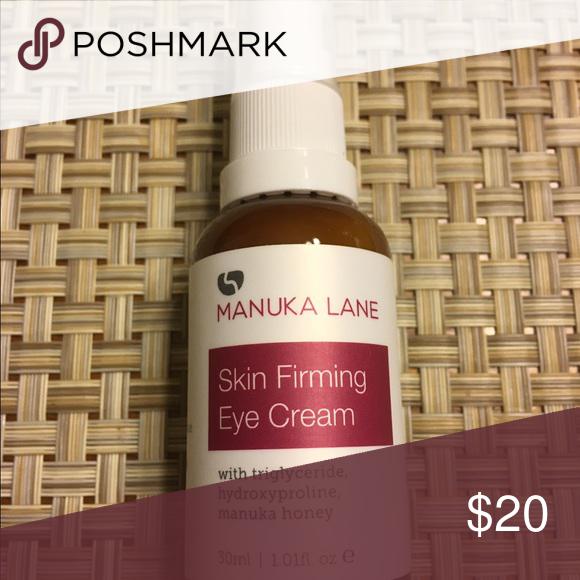 POSHMARK
MANUKA LANE
Skin Firming
Eye Cream
with triglyceride,
hydroxyproline,
manuka honey
30ml | 1.01fl. oz e
$20